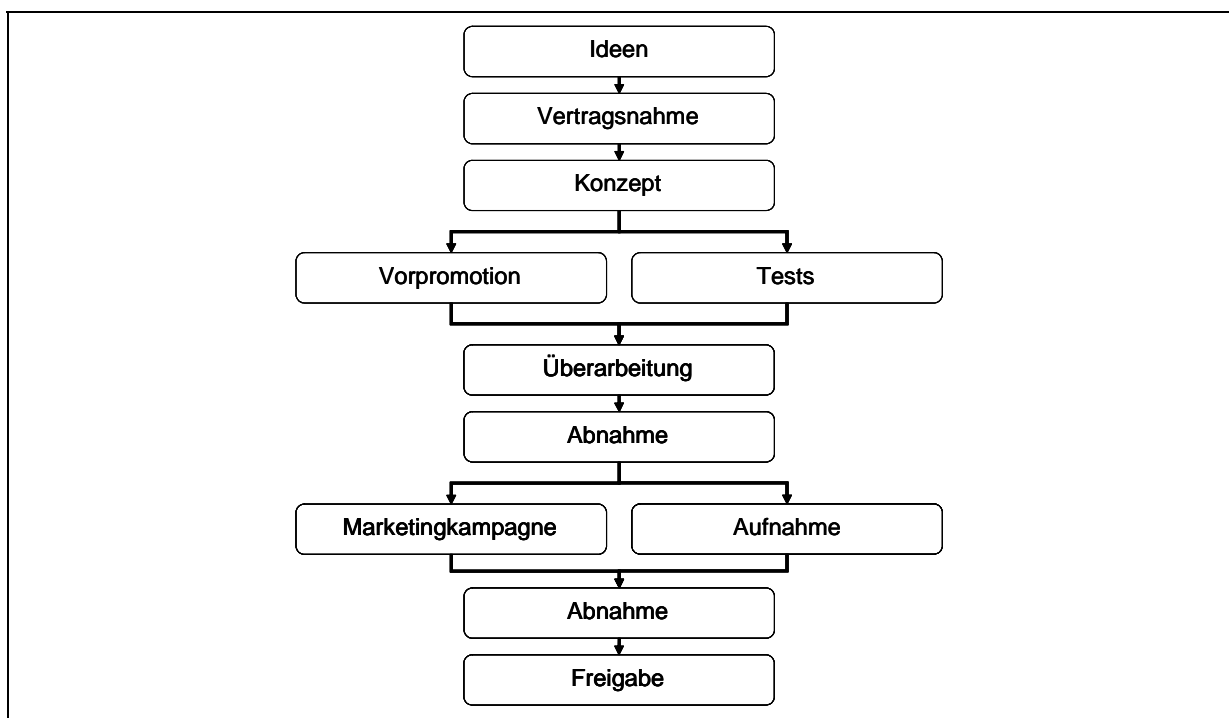 Ideen
Vertragsnahme
Konzept
Vorpromotion
Tests
Überarbeitung
Abnahme
Marketingkampagne
Aufnahme
Abnahme
Freigabe